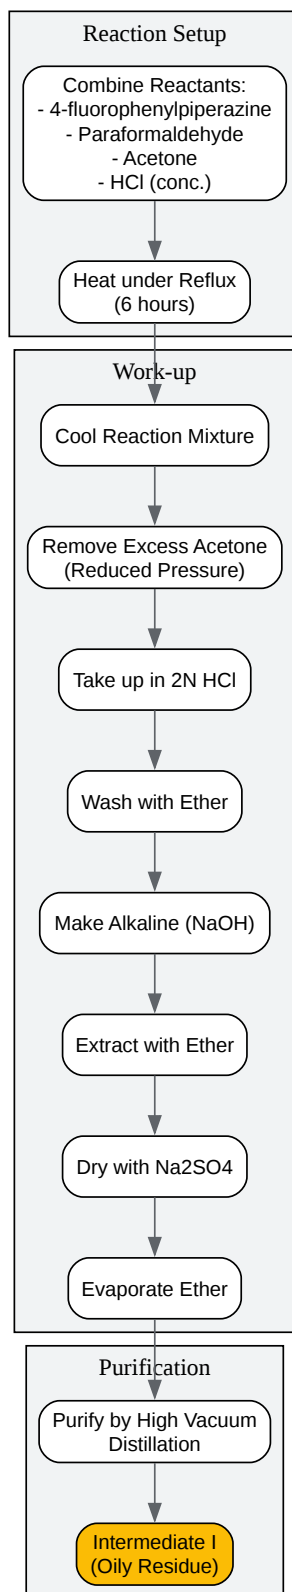 Reaction Setup
Combine Reactants:
- 4-fluorophenylpiperazine
- Paraformaldehyde
- Acetone
- HCl (conc.)
Heat under Reflux
(6 hours)
Work-up
Cool Reaction Mixture
Remove Excess Acetone
(Reduced Pressure)
Take up in 2N HCl
Wash with Ether
Make Alkaline (NaOH)
Extract with Ether
Dry with Na2SO4
Evaporate Ether
Purification
Purify by High Vacuum
Distillation
Intermediate I
(Oily Residue)